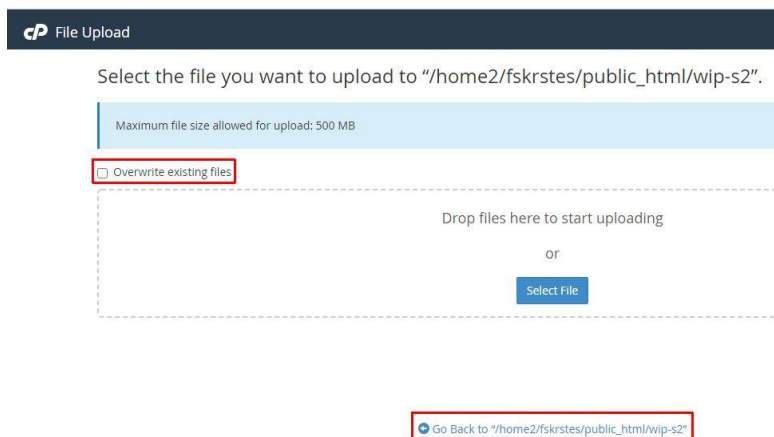 cP File Upload
Select the file you want to upload to “/home2/fskrstes/public_html/wip-s2”.
Maximum file size allowed for upload: 500 MB
Overwrite existing files
Drop files here to start uploading
or
Select File
Go Back to “/home2/fskrstes/public_html/wip-s2”